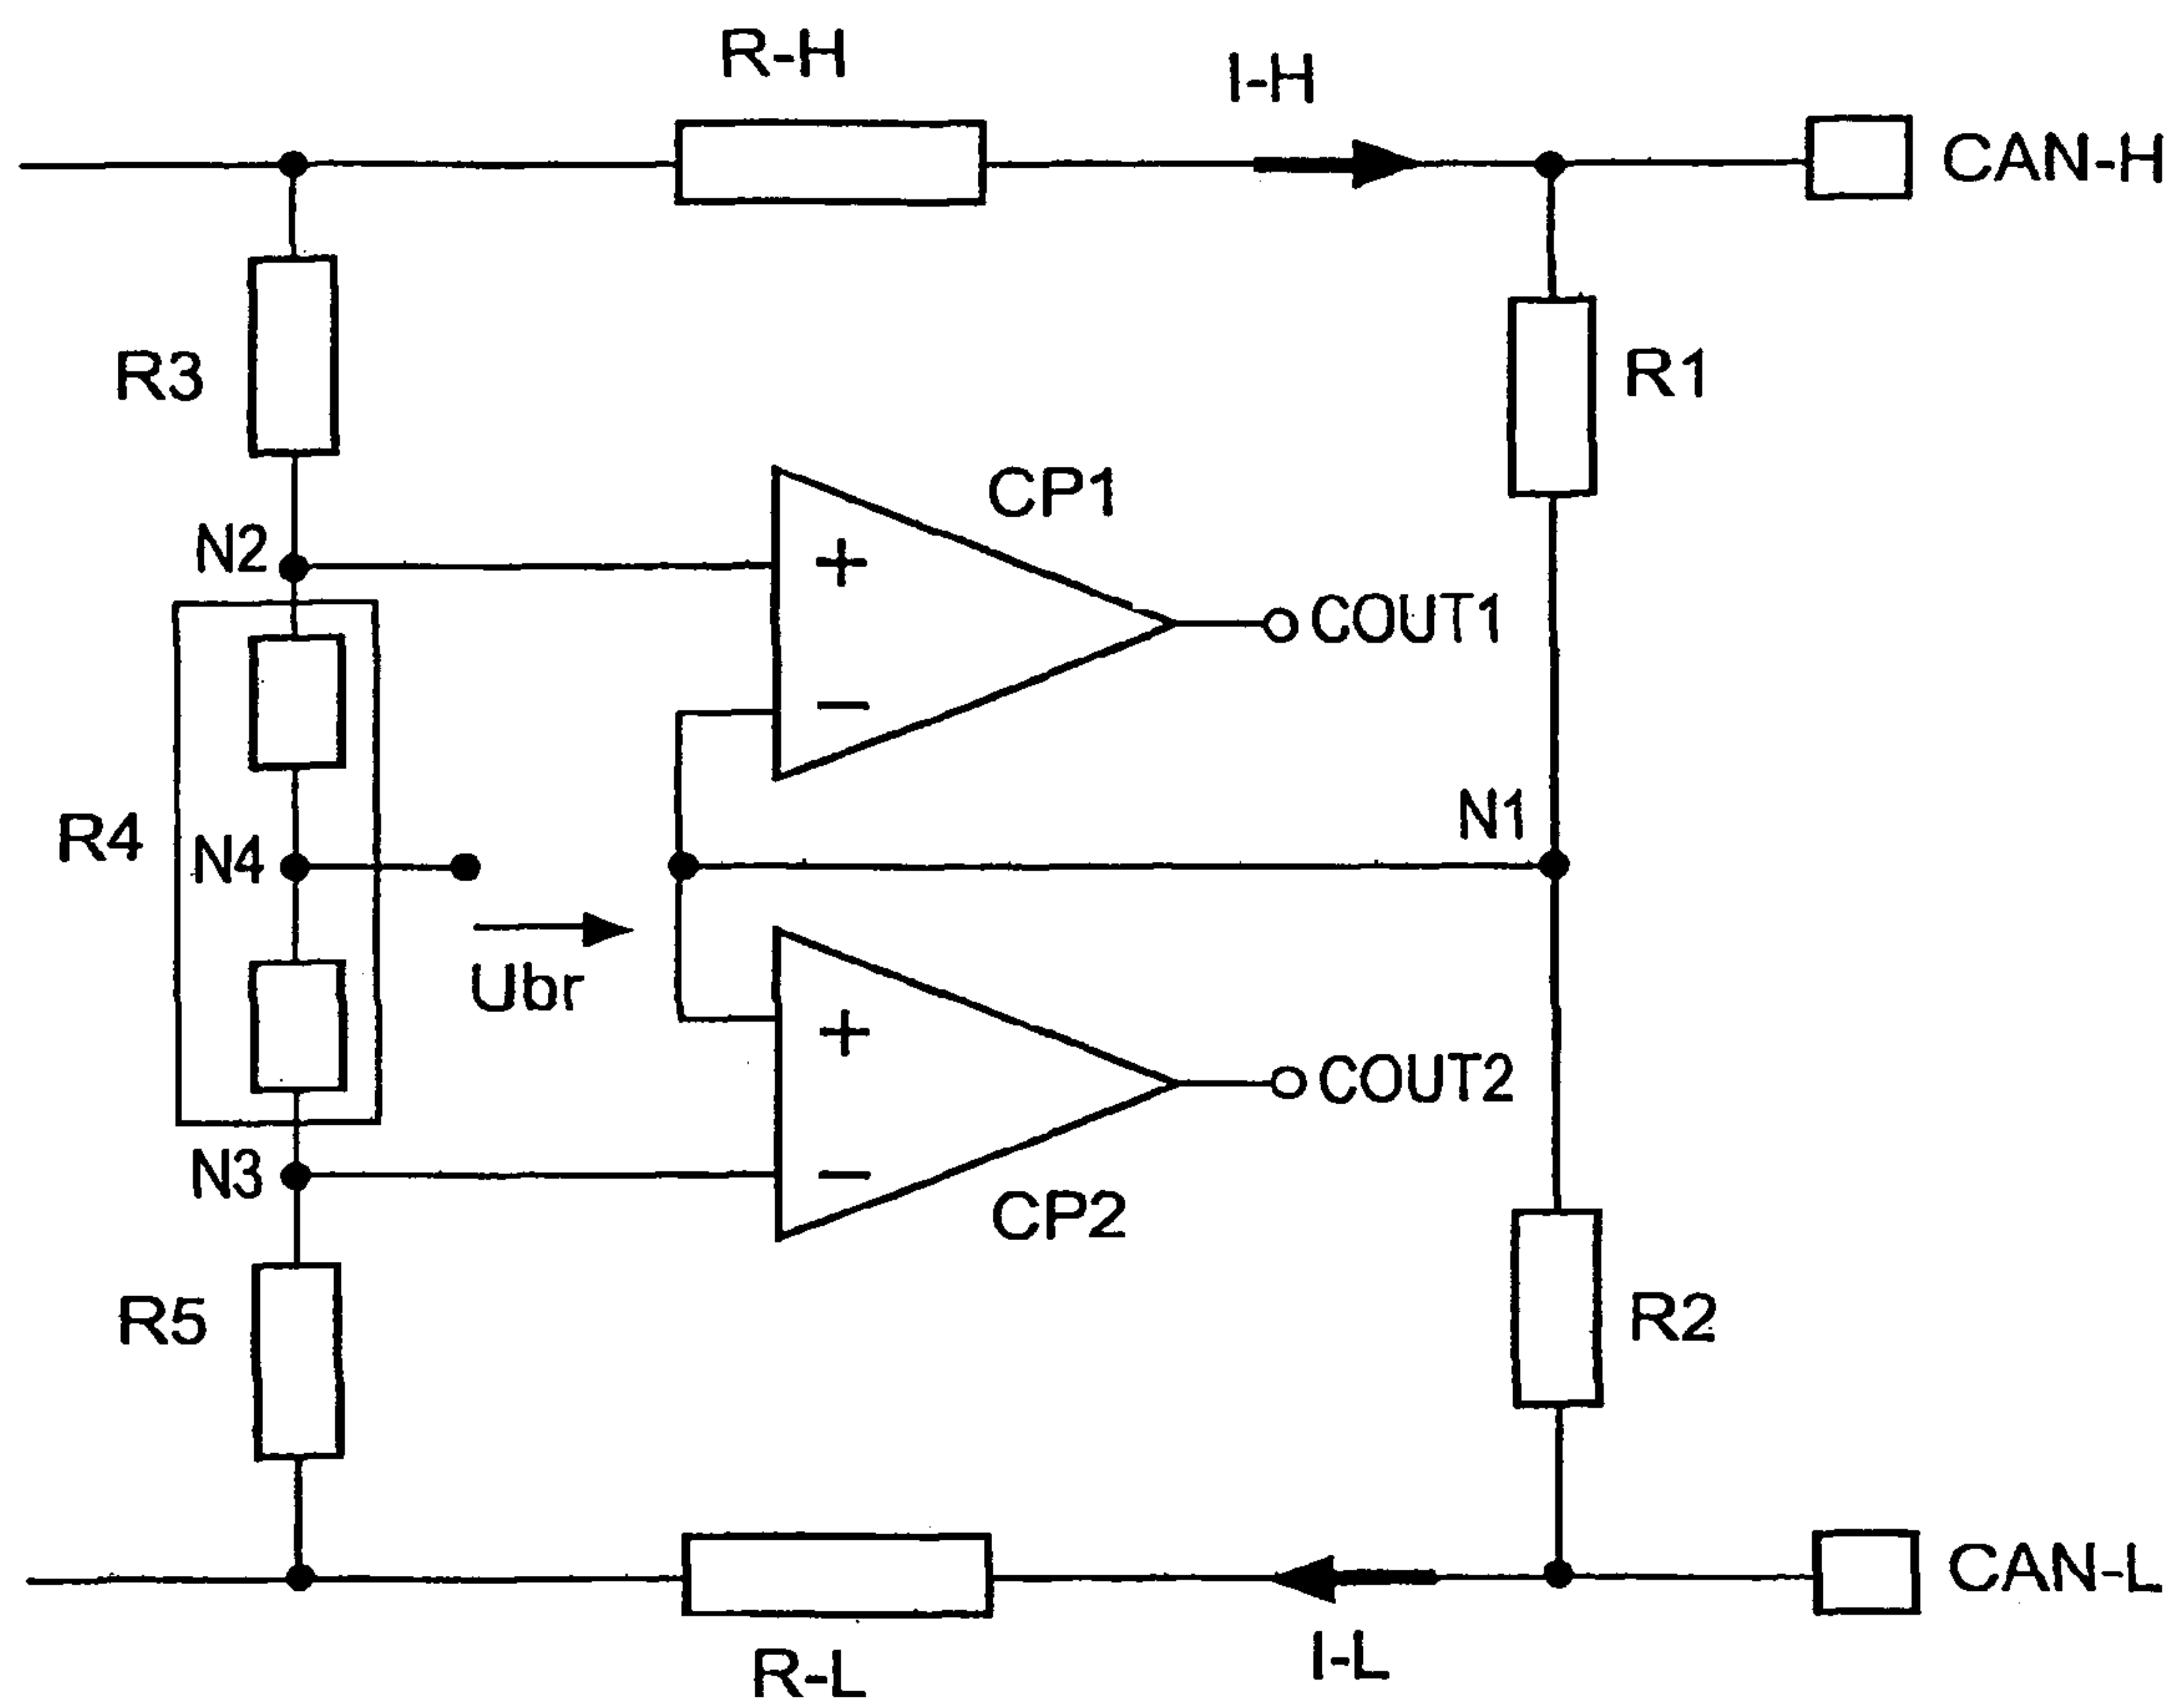 R-H
I-H
CAN-H
R3
R1
CP1
N2
+
COUT1
−
N1
R4
N4
Ubr
+
COUT2
N3
−
CP2
R5
R2
CAN-L
I-L
R-L